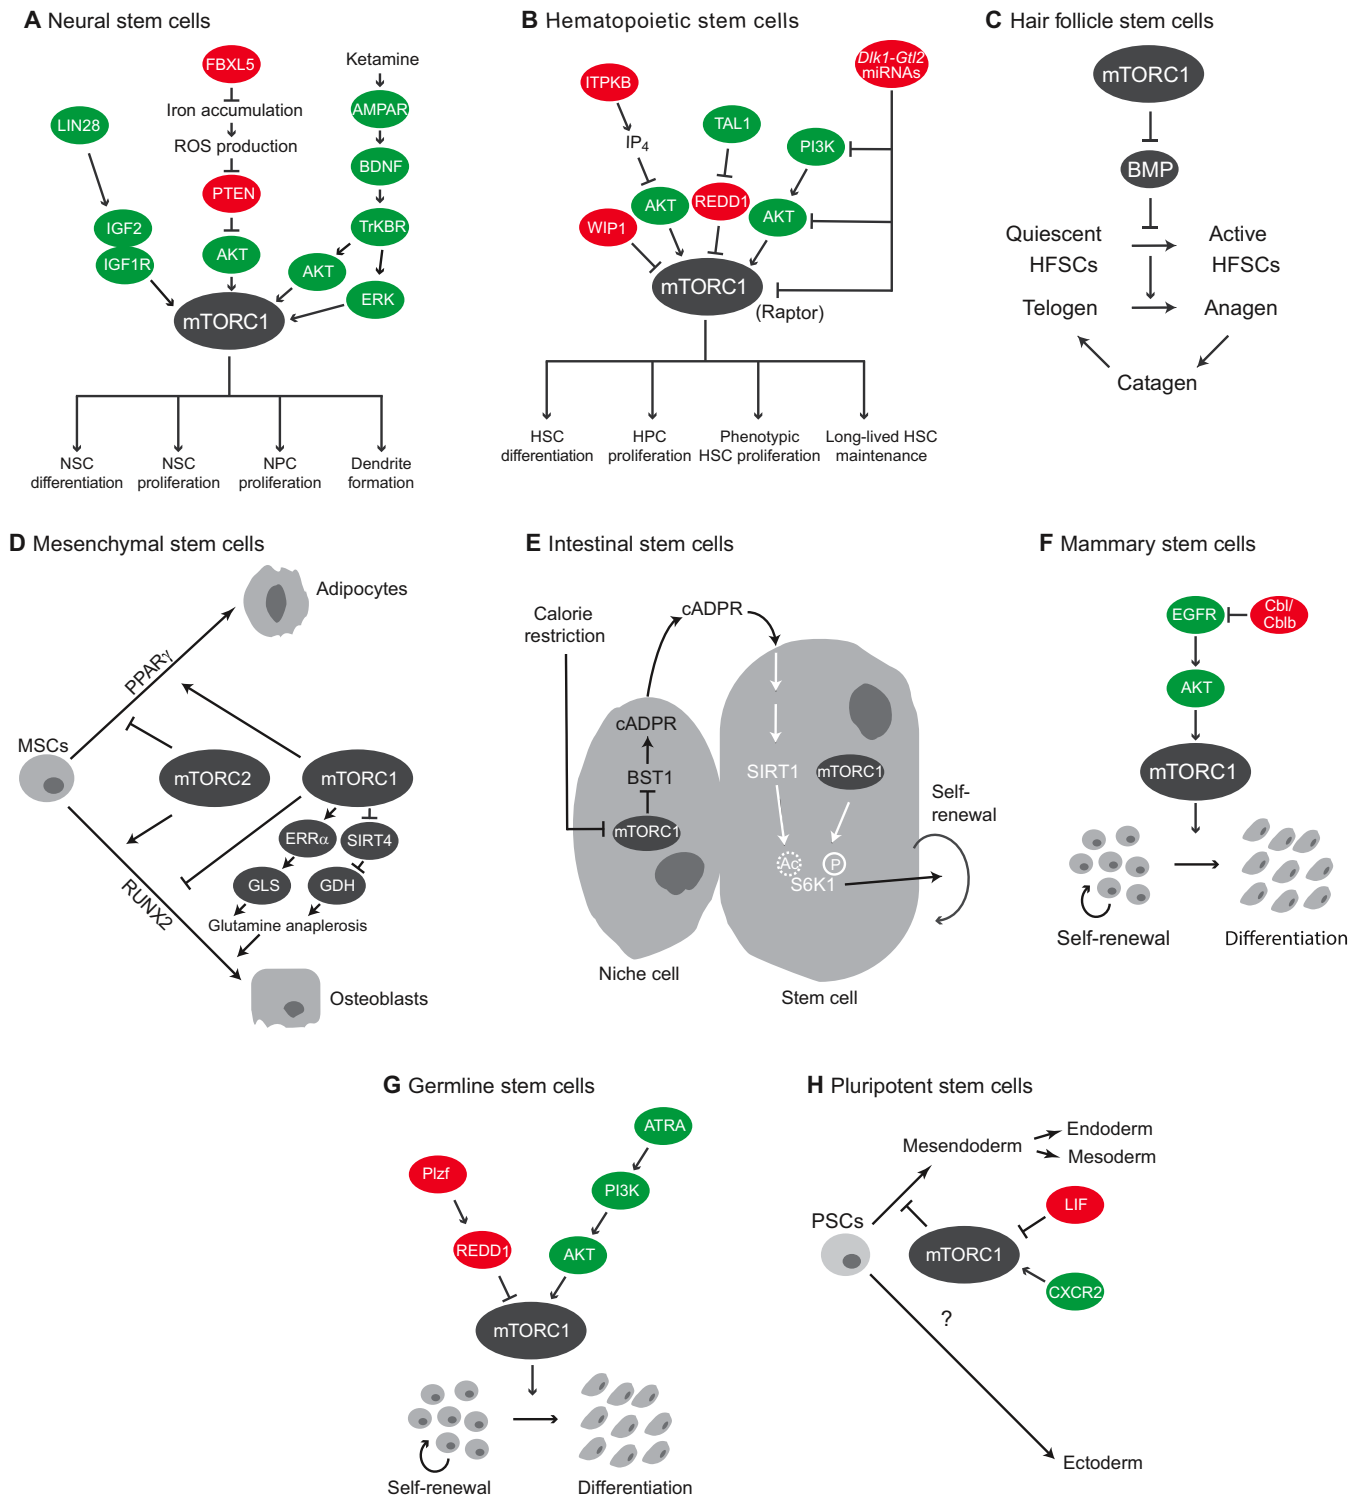 A Neural stem cells
FBXL5
Iron accumulation
ROS production
PTEN
AKT
LIN28
IGF2
IGF1R
Ketamine
AMPAR
BDNF
TrKBR
AKT
ERK
mTORC1
NSC
differentiation
NSC
proliferation
NPC
proliferation
Dendrite
formation
B Hematopoietic stem cells
ITPKB
IP4
AKT
WIP1
TAL1
REDD1
PI3K
AKT
Dlk1-Gtl2
miRNAs
mTORC1
(Raptor)
HSC
differentiation
HPC
proliferation
Phenotypic
HSC proliferation
Long-lived HSC
maintenance
C Hair follicle stem cells
mTORC1
BMP
Quiescent
HFSCs
Active
HFSCs
Telogen
Anagen
Catagen
D Mesenchymal stem cells
Adipocytes
PPARγ
MSCs
mTORC2
mTORC1
ERRα
SIRT4
GLS
GDH
Glutamine anaplerosis
RUNX2
Osteoblasts
E Intestinal stem cells
Calorie
restriction
cADPR
cADPR
BST1
mTORC1
Niche cell
SIRT1
mTORC1
Ac
P
S6K1
Self-
renewal
Stem cell
F Mammary stem cells
EGFR
Cbl/
Cblb
AKT
mTORC1
Self-renewal
Differentiation
G Germline stem cells
ATRA
Plzf
PI3K
REDD1
AKT
mTORC1
Self-renewal
Differentiation
H Pluripotent stem cells
Mesendoderm
Endoderm
Mesoderm
PSCs
LIF
mTORC1
CXCR2
?
Ectoderm